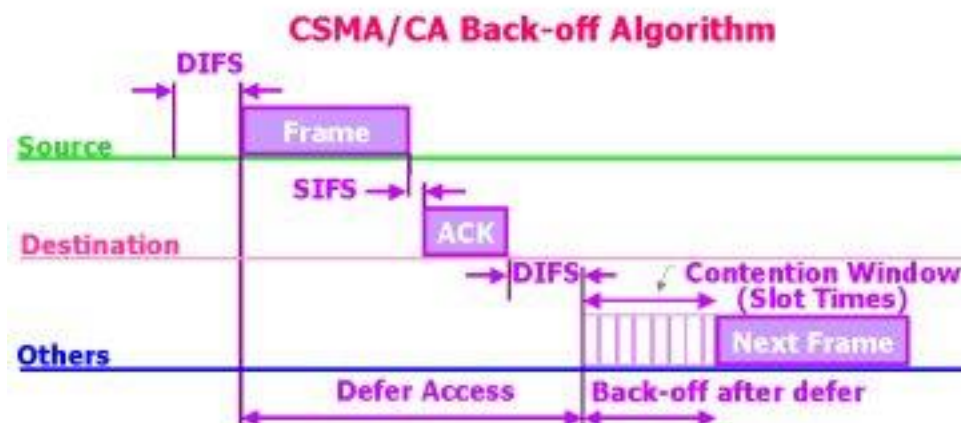 CSMA/CA Back-off Algorithm
DIFS
Frame
Source
SIFS
ACK
Destination
DIFS
Contention Window
(Slot Times)
Next Frame
Others
Defer Access
Back-off after defer